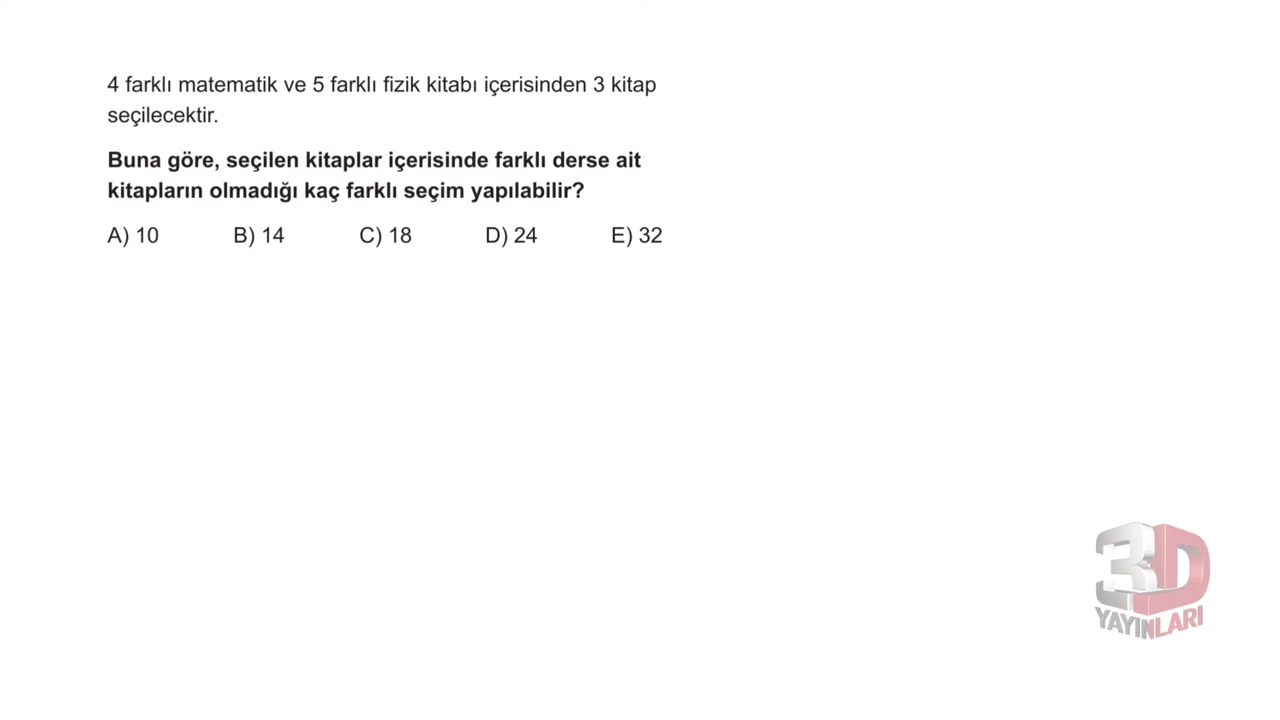 4 farklı matematik ve 5 farklı fizik kitabı içerisinden 3 kitap
seçilecektir.
Buna göre, seçilen kitaplar içerisinde farklı derse ait
kitapların olmadığı kaç farklı seçim yapılabilir?
A) 10 B) 14 C) 18 D) 24 E) 32
3D
YAYINLARI